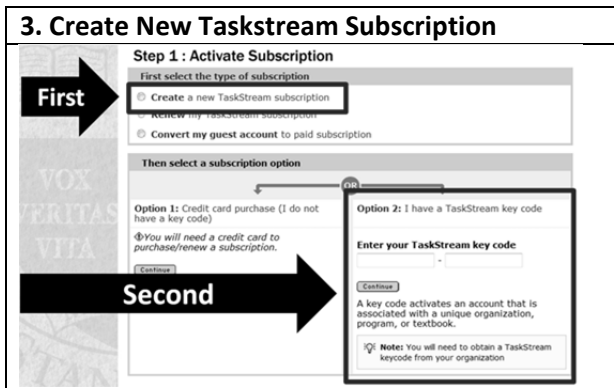 3. Create New Taskstream Subscription
Step 1 : Activate Subscription
First select the type of subscription
First
Create a new TaskStream subscription
Renew my TaskStream subscription
Convert my guest account to paid subscription
Then select a subscription option
OR
VOX
VERITAS
VITA
Option 1: Credit card purchase (I do not
have a key code)
You will need a credit card to
purchase/renew a subscription.
Continue
Second
Option 2: I have a TaskStream key code
Enter your TaskStream key code
-
Continue
A key code activates an account that is
associated with a unique organization,
program, or textbook.
Note: You will need to obtain a TaskStream
keycode from your organization